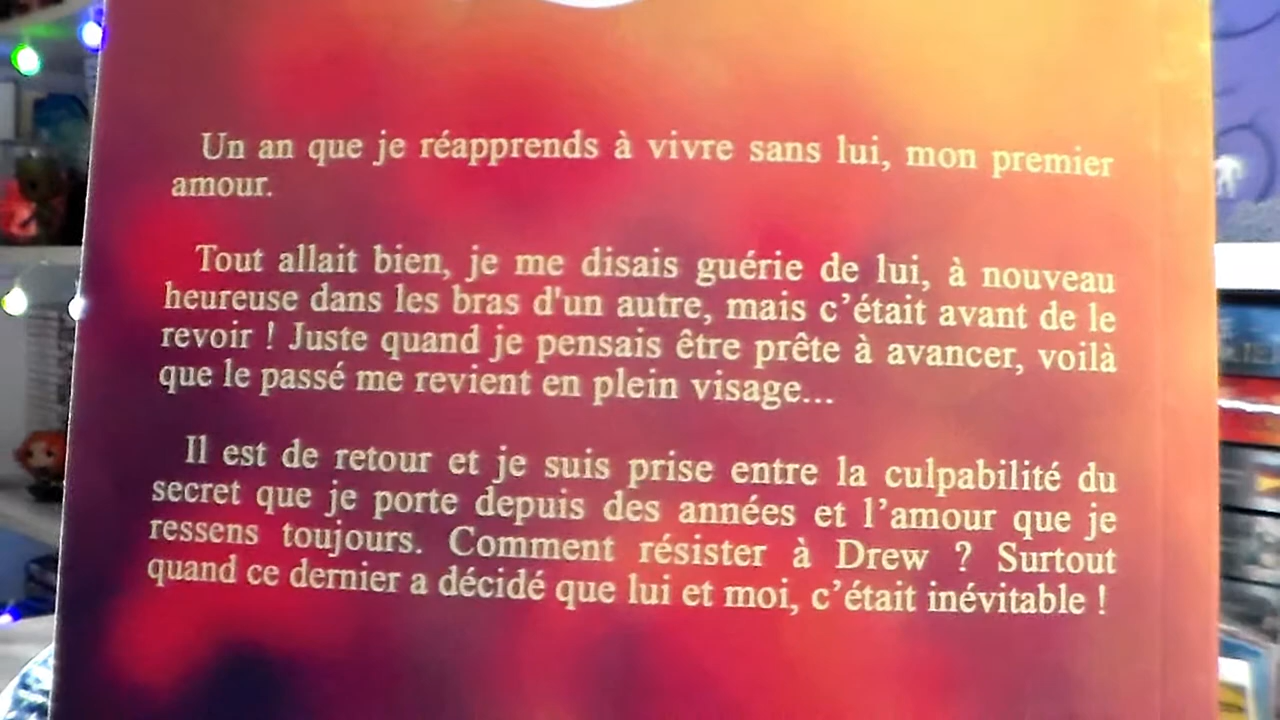 Un an que je réapprends à vivre sans lui, mon premier
amour.
Tout allait bien, je me disais guérie de lui, à nouveau
heureuse dans les bras d'un autre, mais c’était avant de le
revoir ! Juste quand je pensais être prête à avancer, voilà
que le passé me revient en plein visage...
Il est de retour et je suis prise entre la culpabilité du
secret que je porte depuis des années et l’amour que je
ressens toujours. Comment résister à Drew ? Surtout
quand ce dernier a décidé que lui et moi, c’était inévitable !